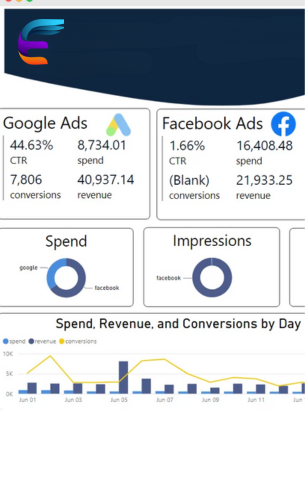 Google Ads
44.63% 8,734.01
CTR spend
7,806 40,937.14
conversions revenue
Facebook Ads
1.66% 16,408.48
CTR spend
(Blank) 21,933.25
conversions revenue
Spend
google
facebook
Impressions
facebook
Spend, Revenue, and Conversions by Day
spend revenue conversions
10K
5K
0K
Jun 01 Jun 03 Jun 05 Jun 07 Jun 09 Jun 11 Jun